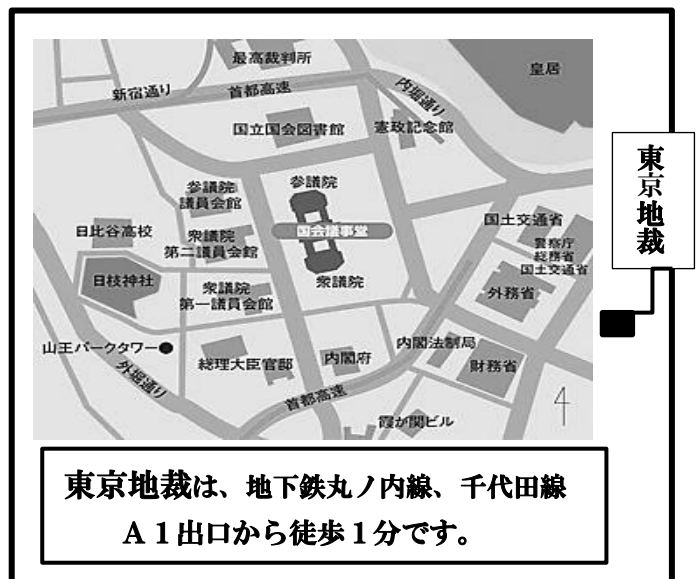 最高裁判所
皇居
新宿通り
首都高速
内堀通り
国立国会図書館
憲政記念館
東京地裁
参議院
議員会館
参議院
日比谷高校
衆議院
第二議員会館
国会議事堂
国土交通省
警察庁
総務省
国土交通省
日枝神社
衆議院
第一議員会館
衆議院
外務省
山王パークタワー
総理大臣官邸
内閣府
内閣法制局
財務省
外堀通り
首都高速
霞が関ビル
東京地裁は、地下鉄丸ノ内線、千代田線
A1出口から徒歩1分です。